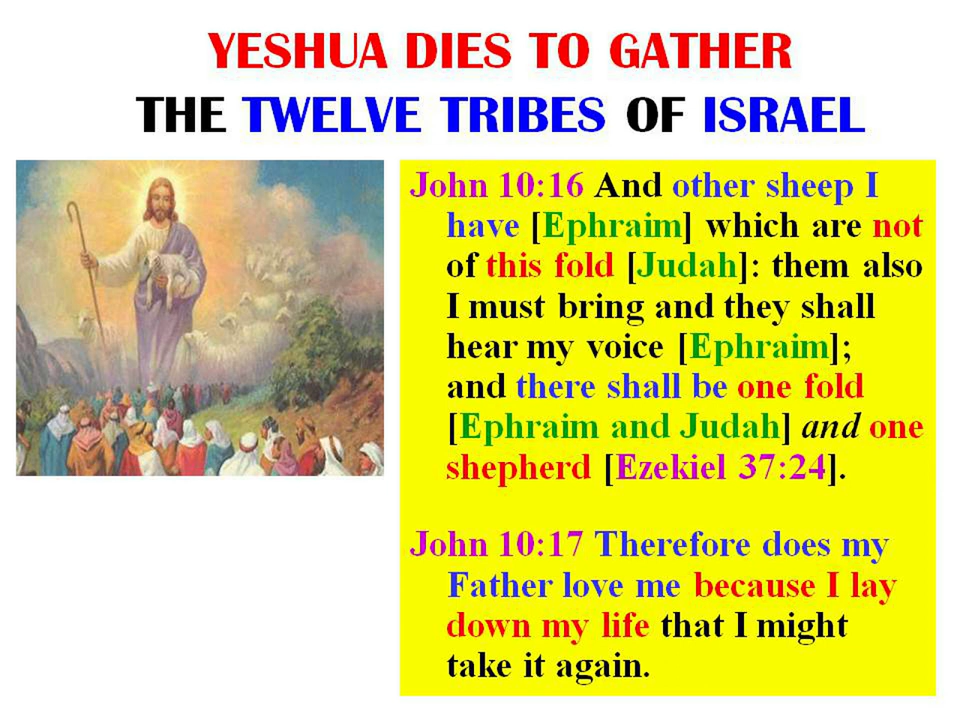 YESHUA DIES TO GATHER
THE TWELVE TRIBES OF ISRAEL
John 10:16 And other sheep I
have [Ephraim] which are not
of this fold [Judah]: them also
I must bring and they shall
hear my voice [Ephraim];
and there shall be one fold
[Ephraim and Judah] and one
shepherd [Ezekiel 37:24].
John 10:17 Therefore does my
Father love me because I lay
down my life that I might
take it again.